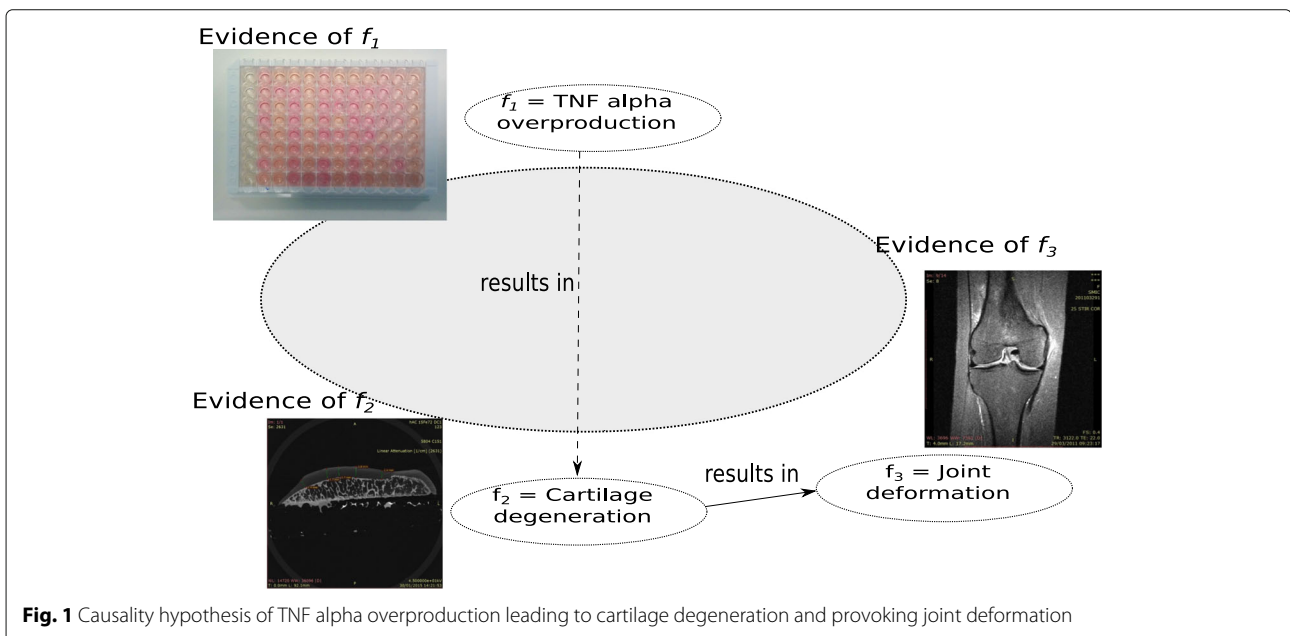 Evidence of f1
f1 = TNF alpha
overproduction
results in
Evidence of f3
Evidence of f2
f2 = Cartilage
degeneration
results in
f3 = Joint
deformation
Fig. 1 Causality hypothesis of TNF alpha overproduction leading to cartilage degeneration and provoking joint deformation